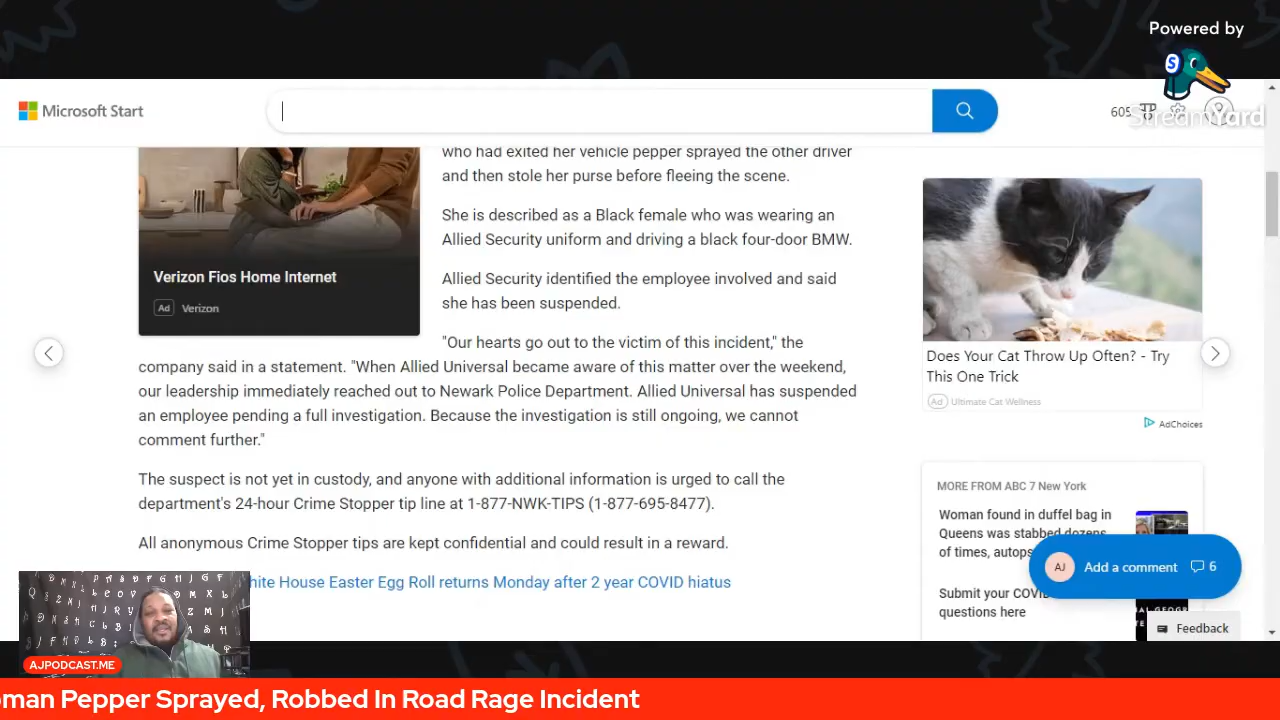 Powered by
StreamYard
Microsoft Start
605
who had exited her vehicle pepper sprayed the other driver
and then stole her purse before fleeing the scene.
She is described as a Black female who was wearing an
Allied Security uniform and driving a black four-door BMW.
Verizon Fios Home Internet
Ad Verizon
Allied Security identified the employee involved and said
she has been suspended.
"Our hearts go out to the victim of this incident," the
company said in a statement. "When Allied Universal became aware of this matter over the weekend,
our leadership immediately reached out to Newark Police Department. Allied Universal has suspended
an employee pending a full investigation. Because the investigation is still ongoing, we cannot
comment further."
The suspect is not yet in custody, and anyone with additional information is urged to call the
department's 24-hour Crime Stopper tip line at 1-877-NWK-TIPS (1-877-695-8477).
All anonymous Crime Stopper tips are kept confidential and could result in a reward.
hite House Easter Egg Roll returns Monday after 2 year COVID hiatus
Does Your Cat Throw Up Often? - Try
This One Trick
Ad Ultimate Cat Wellness
AdChoices
MORE FROM ABC 7 New York
Woman found in duffel bag in
Queens was stabbed dozens
of times, autops
Submit your COVI
questions here
AJ Add a comment 6
Feedback
AJPODCAST.ME
oman Pepper Sprayed, Robbed In Road Rage Incident